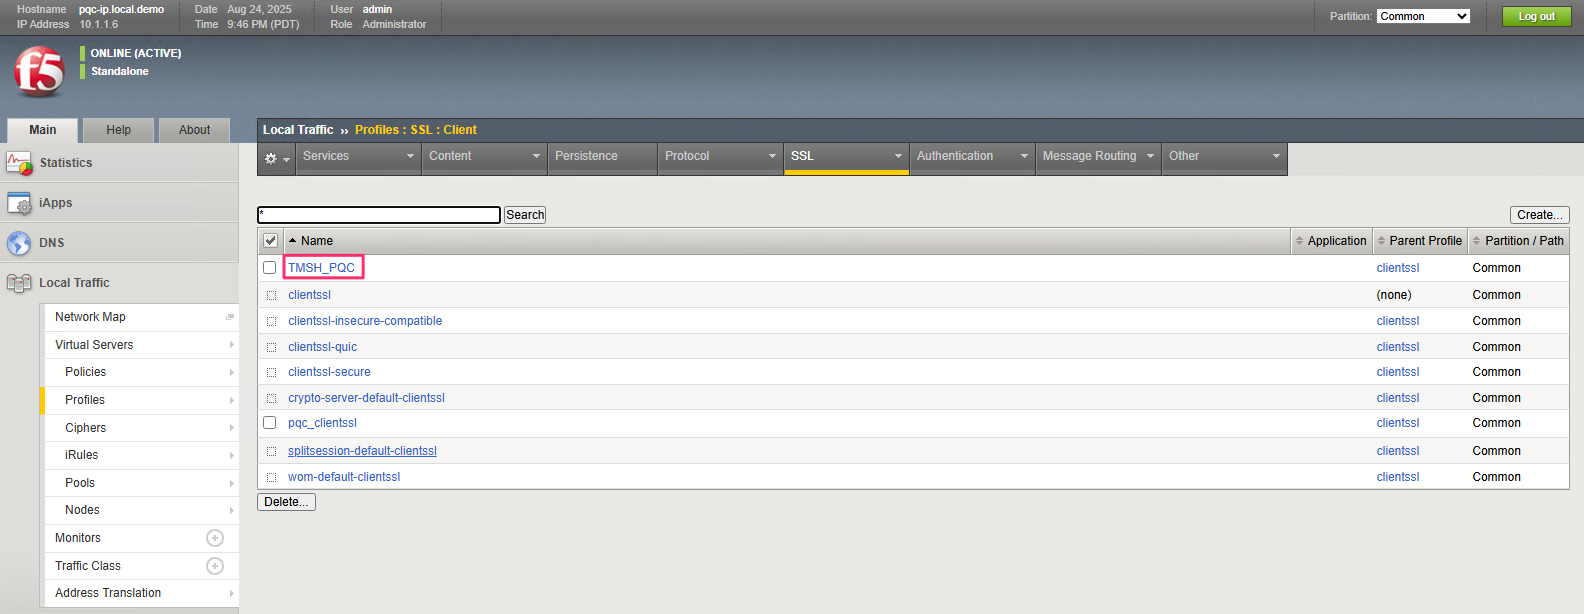 Hostname pqc-ip.local.demo Date Aug 24, 2025 User admin
IP Address 10.1.1.6 Time 9:46 PM (PDT) Role Administrator
Partition: Common Log out
f5
ONLINE (ACTIVE)
Standalone
Main Help About
Statistics
iApps
DNS
Local Traffic
Network Map
Virtual Servers
Policies
Profiles
Ciphers
iRules
Pools
Nodes
Monitors
Traffic Class
Address Translation
Local Traffic ›› Profiles : SSL : Client
Services Content Persistence Protocol SSL Authentication Message Routing Other
* Search Create...
Name Application Parent Profile Partition / Path
TMSH_PQC clientssl Common
clientssl (none) Common
clientssl-insecure-compatible clientssl Common
clientssl-quic clientssl Common
clientssl-secure clientssl Common
crypto-server-default-clientssl clientssl Common
pqc_clientssl clientssl Common
splitsession-default-clientssl clientssl Common
wom-default-clientssl clientssl Common
Delete...